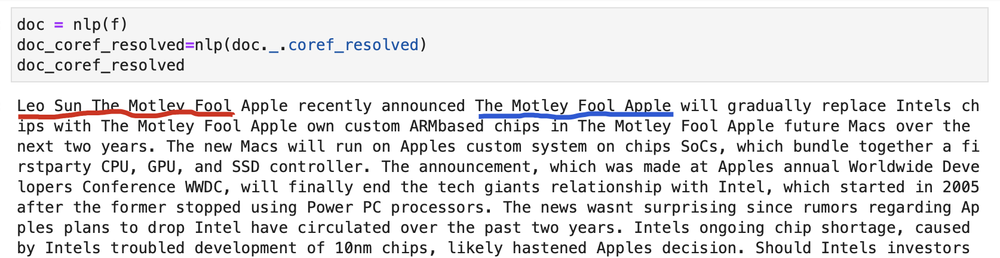 doc = nlp(f)
doc_coref_resolved=nlp(doc._.coref_resolved)
doc_coref_resolved
Leo Sun The Motley Fool Apple recently announced The Motley Fool Apple will gradually replace Intels ch
ips with The Motley Fool Apple own custom ARMbased chips in The Motley Fool Apple future Macs over the
next two years. The new Macs will run on Apples custom system on chips SoCs, which bundle together a fi
rstparty CPU, GPU, and SSD controller. The announcement, which was made at Apples annual Worldwide Deve
lopers Conference WWDC, will finally end the tech giants relationship with Intel, which started in 2005
after the former stopped using Power PC processors. The news wasnt surprising since rumors regarding Ap
ples plans to drop Intel have circulated over the past two years. Intels ongoing chip shortage, caused
by Intels troubled development of 10nm chips, likely hastened Apples decision. Should Intels investors